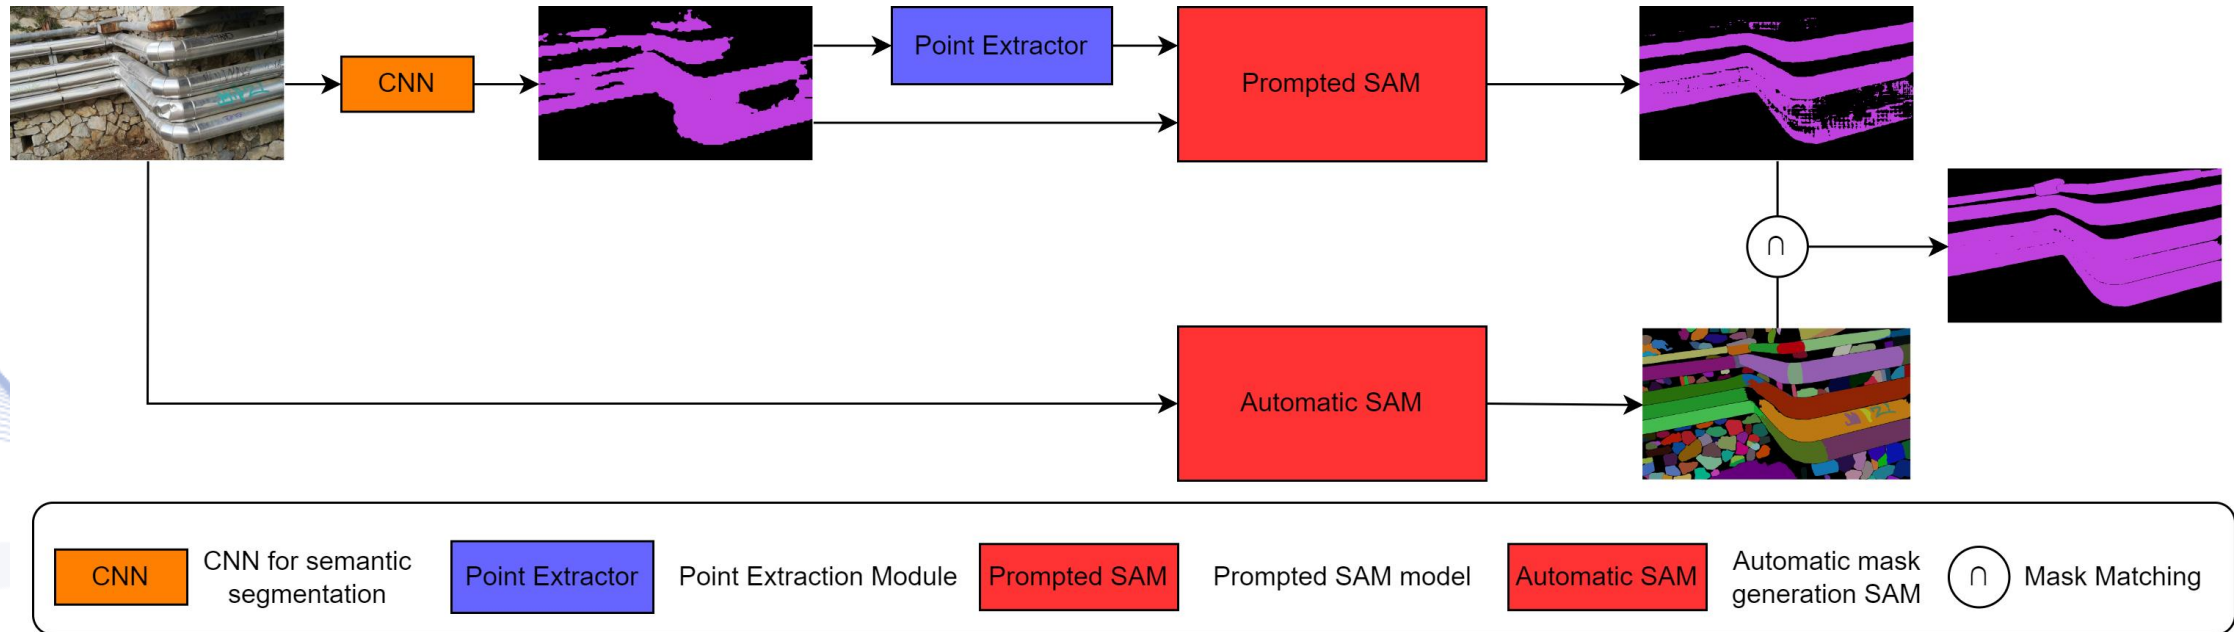 CNN
Point Extractor
Prompted SAM
∩
Automatic SAM
CNN
CNN for semantic
segmentation
Point Extractor
Point Extraction Module
Prompted SAM
Prompted SAM model
Automatic SAM
Automatic mask
generation SAM
∩
Mask Matching